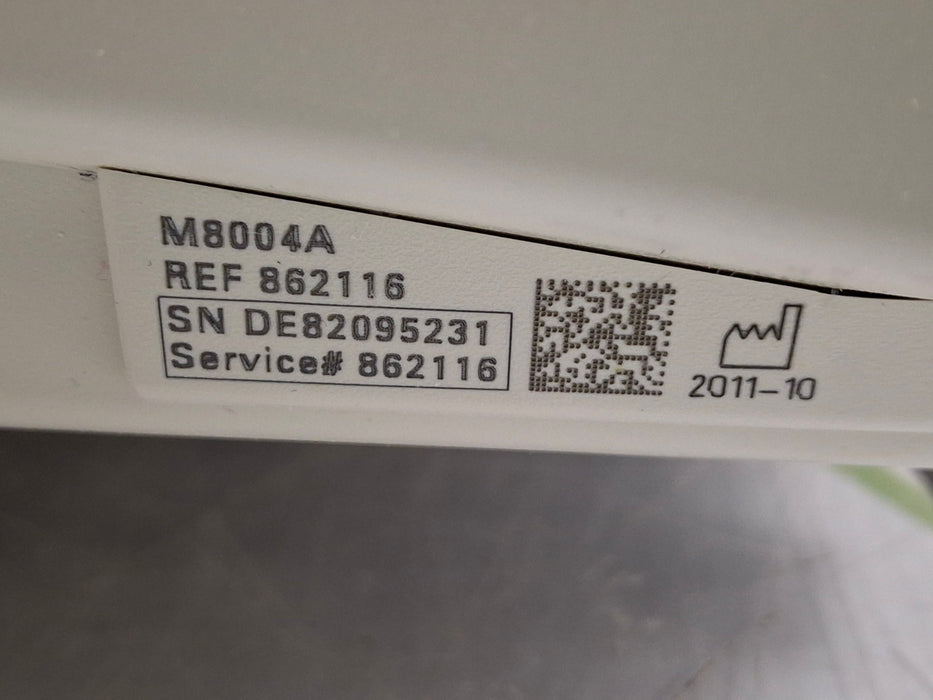 M8004A
REF 862116
SN DE82095231
Service# 862116
2011-10